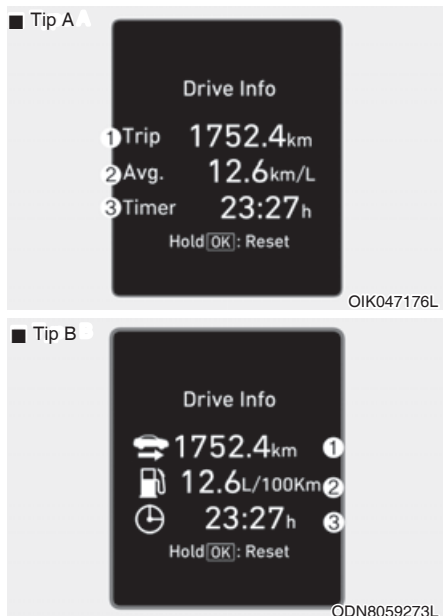 ■ Tip A
Drive Info
① Trip 1752.4km
② Avg. 12.6km/L
③ Timer 23:27h
Hold OK : Reset
OIK047176L
■ Tip B
Drive Info
1752.4km ①
12.6L/100Km ②
23:27h ③
Hold OK : Reset
ODN8059273L